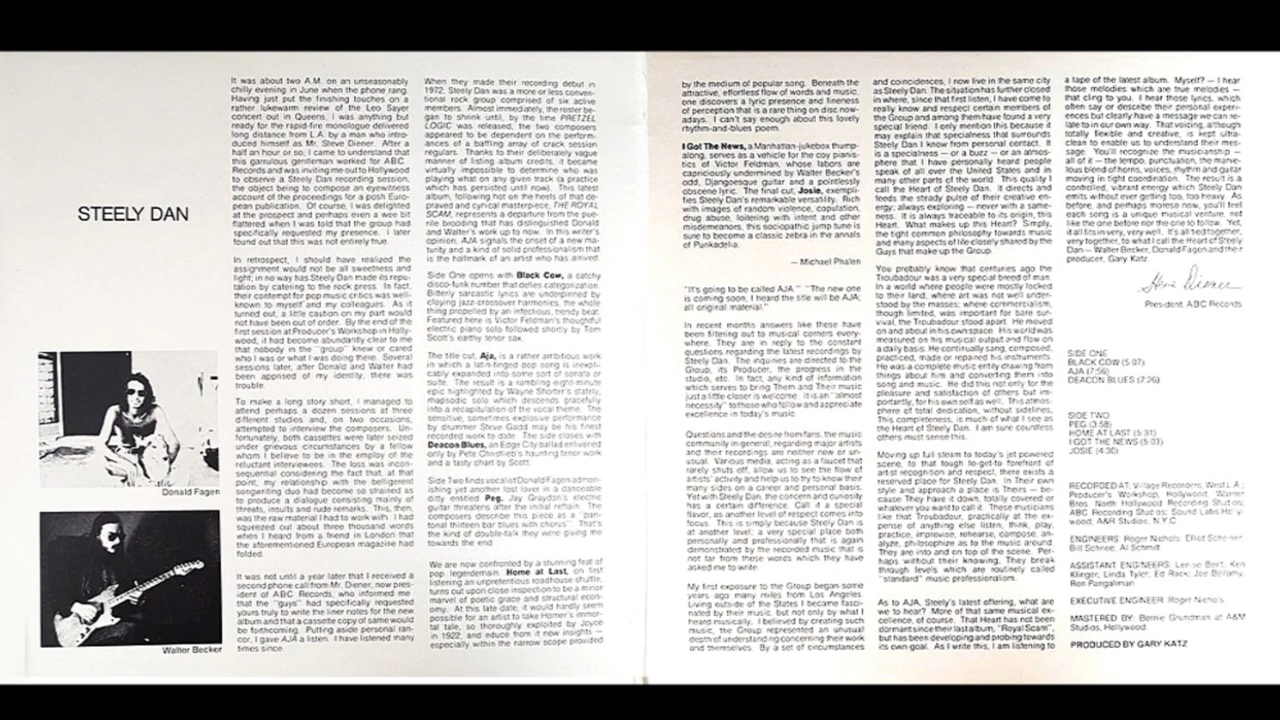 STEELY DAN
Donald Fagen
Walter Becker
It was about two A.M. on an unseasonably
chilly evening in June when the phone rang.
Having just put the finishing touches on a
rather lukewarm review of the Leo Sayer
concert out in Queens, I was anything but
ready for the rapid-fire monologue delivered
long distance from L.A. by a man who intro-
duced himself as Mr. Steve Diener. After a
half an hour or so, I came to understand that
this garrulous gentleman worked for ABC
Records and was inviting me out to Hollywood
to observe a Steely Dan recording session,
the object being to compose an eyewitness
account of the proceedings for a posh Euro-
pean publication. Of course, I was delighted
at the prospect and perhaps even a wee bit
flattered when I was told that the group had
specifically requested my presence. I later
found out that this was not entirely true.
In retrospect, I should have realized the
assignment would not be all sweetness and
light; in no way has Steely Dan made its repu-
tation by catering to the rock press. In fact,
their contempt for pop music critics was well-
known to myself and my colleagues. As it
turned out, a little caution on my part would
not have been out of order. By the end of the
first session at Producer's Workshop in Holly-
wood, it had become abundantly clear to me
that nobody in the "group" knew or cared
who I was or what I was doing there. Several
sessions later, after Donald and Walter had
been apprised of my identity, there was
trouble.
To make a long story short, I managed to
attend perhaps a dozen sessions at three
different studios and, on two occasions,
attempted to interview the composers. Un-
fortunately, both cassettes were later seized
under grievous circumstances by a fellow
whom I believe to be in the employ of the
reluctant interviewees. The loss was incon-
sequential considering the fact that, at that
point, my relationship with the belligerent
songwriting duo had become so strained as
to produce a dialogue consisting mainly of
threats, insults and rude remarks. This, then,
was the raw material I had to work with. I had
squeezed out about three thousand words
when I heard from a friend in London that
the aforementioned European magazine had
folded.
It was not until a year later that I received a
second phone call from Mr. Diener, now pres-
ident of ABC Records, who informed me
that the "guys" had specifically requested
yours truly to write the liner notes for the new
album and that a cassette copy of same would
be forthcoming. Putting aside personal ran-
cor, I gave AJA a listen. I have listened many
times since.
When they made their recording debut in
1972, Steely Dan was a more or less conven-
tional rock group comprised of six active
members. Almost immediately, the roster be-
gan to shrink until, by the time PRETZEL
LOGIC was released, the two composers
appeared to be dependent on the perform-
ances of a battling array of crack session
regulars. Thanks to their deliberately vague
manner of listing album credits, it became
virtually impossible to determine who was
playing what on any given track (a practice
which has persisted until now). This latest
album, following hot on the heels of that de-
praved and cynical masterpiece, THE ROYAL
SCAM, represents a departure from the pue-
rile brooding that has distinguished Donald
and Walter's work up to now. In this writer's
opinion, AJA signals the onset of a new ma-
turity and a kind of solid professionalism that
is the hallmark of an artist who has arrived.
Side One opens with Black Cow, a catchy
disco-funk number that defies categorization.
Bitterly sarcastic lyrics are underpinned by
cloying jazz-crossover harmonies, the whole
thing propelled by an infectious, trendy beat.
Featured here is Victor Feldman's thoughtful
electric piano solo followed shortly by Tom
Scott's earthy tenor sax.
The title cut, Aja, is a rather ambitious work
in which a latin-tinged pop song is inexpli-
cably expanded into some sort of sonata or
suite. The result is a rambling eight-minute
epic highlighted by Wayne Shorter's stately,
rhapsodic solo which descends gratefully
into a recapitulation of the vocal theme. The
sensitive, sometimes explosive performance
by drummer Steve Gadd may be his finest
recorded work to date. The side closes with
Deacon Blues, an Edge City ballad enlivened
only by Pete Christlieb's haunting tenor work
and a tasty chart by Scott.
Side Two finds vocalist Donald Fagen admon-
ishing yet another lost lover in a danceable
ditty entitled Peg. Jay Graydon's electric
guitar threatens after the initial refrain. The
composers describe this piece as a "pan-
tonal thirteen bar blues with chorus". That's
the kind of double-talk they were giving me
towards the end.
We are now confronted by a stunning feat of
pop legerdemain. Home at Last, on first
listening an unpretentious roadhouse shuffle,
turns out upon close inspection to be a mini
marvel of poetic grace and structural econ-
omy. At this late date, it would hardly seem
possible for an artist to take Homer's immor-
tal tale, so thoroughly exploited by Joyce
in 1922, and educe from it new insights —
especially within the narrow scope provided
by the medium of popular song. Beneath the
attractive, effortless flow of words and music,
one discovers a lyric presence and fineness
of perception that is a rare thing on disc now-
adays. I can't say enough about this lovely
rhythm-and-blues poem.
I Got The News, a Manhattan-jukebox thump-
along, serves as a vehicle for the coy pianis-
tics of Victor Feldman, whose labors are
capriciously undermined by Walter Becker's
odd, Djangoesque guitar and a pointlessly
obscene lyric. The final cut, Josie, exempli-
fies Steely Dan's remarkable versatility. Rich
with images of random violence, copulation,
drug abuse, loitering with intent and other
misdemeanors, this sociopathic jump tune is
sure to become a classic zebra in the annals
of Punkadelia.
— Michael Phalen
"It's going to be called AJA." "The new one
is coming soon, I heard the title will be AJA;
all original material."
In recent months answers like these have
been filtering out to musical corners every-
where. They are in reply to the constant
questions regarding the latest recordings by
Steely Dan. The inquiries are directed to the
Group, its Producer, the progress in the
studio, etc. In fact, any kind of information
which serves to bring Them and Their music
just a little closer is welcome. It is an "almost
necessity" to those who follow and appreciate
excellence in today's music.
Questions and the desire from fans, the music
community in-general, regarding major artists
and their recordings are neither new or un-
usual. Various media, acting as a faucet that
rarely shuts off, allow us to see the flow of
artists' activity and help us to try to know their
many sides on a career and personal basis.
Yet with Steely Dan, the concern and curiosity
has a certain difference. Call it a special
flavor, as another level of respect comes into
focus. This is simply because Steely Dan is
at another level; a very special place both
personally and professionally that is again
demonstrated by the recorded music that is
not far from these words which they have
asked me to write.
My first exposure to the Group began some
years ago many miles from Los Angeles.
Living outside of the States I became fasci-
nated by their music but not only by what I
heard musically. I believed by creating such
music, the Group represented an unusual
depth of understanding concerning their work
and themselves. By a set of circumstances
and coincidences, I now live in the same city
as Steely Dan. The situation has further closed
in where, since that first listen, I have come to
really know and respect certain members of
the Group and among them have found a very
special friend. I only mention this because it
may explain that specialness that surrounds
Steely Dan I know from personal contact. It
is a specialness — or a buzz — or an atmos-
phere that I have personally heard people
speak of all over the United States and in
many other parts of the world. This quality I
call the Heart of Steely Dan. It directs and
feeds the steady pulse of their creative en-
ergy; always exploring — never with a same-
ness. It is always traceable to its origin, this
Heart. What makes up this Heart? Simply,
the tight common philosophy towards music
and many aspects of life closely shared by the
Guys that make up the Group.
You probably know that centuries ago the
Troubadour was a very special breed of man.
In a world where people were mostly locked
to their land, where art was not well under-
stood by the masses; where commercialism,
though limited, was important for bare sur-
vival, the Troubadour stood apart. He moved
on and about in his own space. His world was
measured on his musical output and flow on
a daily basis. He continually sang, composed,
practiced, made or repaired his instruments.
He was a complete music entity drawing from
things about him and converting them into
song and music. He did this not only for the
pleasure and satisfaction of others but im-
portantly, for his own self as well. This atmos-
phere of total dedication, without sidelines,
This completeness, is much of what I see as
the Heart of Steely Dan. I am sure countless
others must sense this.
Moving up full steam to today's jet powered
scene, to that tough-to-get-to forefront of
artist recognition and respect, there exists a
reserved place for Steely Dan. In Their own
style and approach a place is Theirs — be-
cause They have it down, totally covered or
whatever you want to call it. These musicians
like that Troubadour, practically at the ex-
pense of anything else listen, think, play,
practice, improvise, rehearse, compose, an-
alyze, philosophize as to the music around
They are into and on top of the scene. Per-
haps without their knowing, They break
through levels which are routinely called
"standard" music professionalism.
As to AJA, Steely's latest offering, what are
we to hear? More of that same musical ex-
cellence, of course. That Heart has not been
dormant since their last album, "Royal Scam",
but has been developing and probing towards
its own goal. As I write this, I am listening to
a tape of the latest album. Myself? — I hear
those melodies which are true melodies —
that cling to you. I hear those lyrics, which
often say or describe their personal experi-
ences but clearly have a message we can re-
late to in our own way. That voicing, although
totally flexible and creative, is kept ultra-
clean to enable us to understand their mes-
sage. You'll recognize the musicianship —
all of it — the tempo, punctuation, the marve-
lous blend of horns, voices, rhythm and guitar
moving in tight coordination. The result is a
controlled, vibrant energy which Steely Dan
emits without ever getting too, too heavy. As
before, and perhaps moreso now, you'll feel
each song is a unique musical venture, not
like the one before nor the one to follow. Yet,
it all fits in very, very well. It's all tied together,
very together, to what I call the Heart of Steely
Dan — Walter Becker, Donald Fagen and their
producer, Gary Katz.
Steve Diener
President, ABC Records
SIDE ONE
BLACK COW (5:07)
AJA (7:56)
DEACON BLUES (7:26)
SIDE TWO
PEG (3:58)
HOME AT LAST (5:31)
I GOT THE NEWS (5:03)
JOSIE (4:30)
RECORDED AT: Village Recorders, West L.A.;
Producer's Workshop, Hollywood; Warner
Bros. North Hollywood Recording Studios;
ABC Recording Studios; Sound Labs Holly-
wood; A&R Studios, N.Y.C.
ENGINEERS: Roger Nichols, Elliot Scheiner,
Bill Schnee, Al Schmitt
ASSISTANT ENGINEERS: Lenise Bent, Ken
Klinger, Linda Tyler, Ed Rack, Joe Bellamy,
Ron Pangaliman
EXECUTIVE ENGINEER: Roger Nichols
MASTERED BY: Bernie Grundman at A&M
Studios, Hollywood
PRODUCED BY GARY KATZ